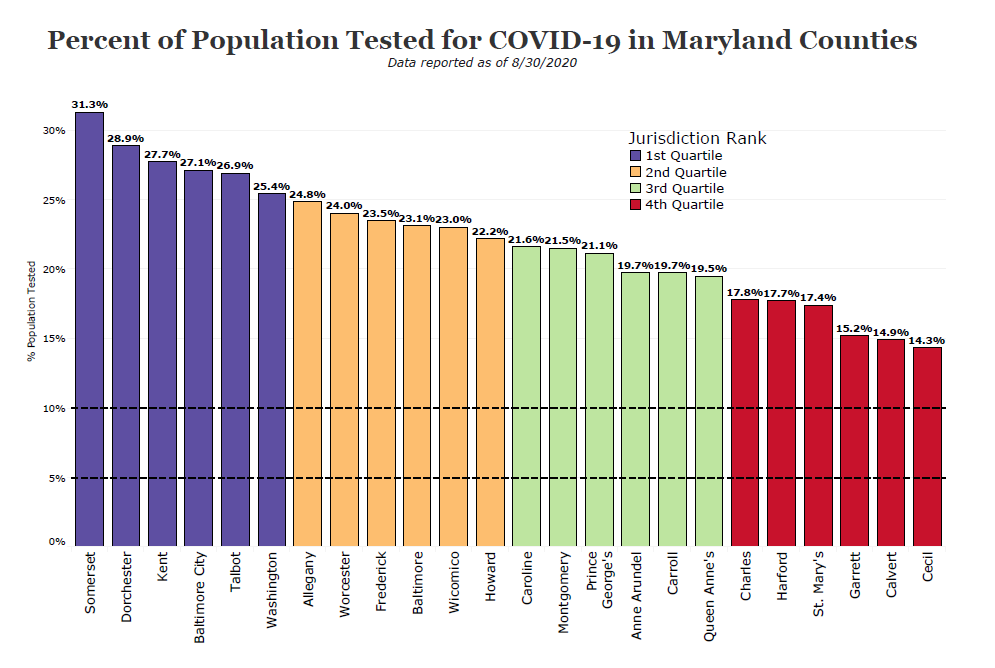 Percent of Population Tested for COVID-19 in Maryland Counties
Data reported as of 8/30/2020
31.3%
28.9%
27.7%
27.1%
26.9%
25.4%
24.8%
24.0%
23.5%
23.1%
23.0%
22.2%
21.6%
21.5%
21.1%
19.7%
19.7%
19.5%
17.8%
17.7%
17.4%
15.2%
14.9%
14.3%
Jurisdiction Rank
1st Quartile
2nd Quartile
3rd Quartile
4th Quartile
% Population Tested
30%
25%
20%
15%
10%
5%
0%
Somerset
Dorchester
Kent
Baltimore City
Talbot
Washington
Allegany
Worcester
Frederick
Baltimore
Wicomico
Howard
Caroline
Montgomery
Prince
George's
Anne Arundel
Carroll
Queen Anne's
Charles
Harford
St. Mary's
Garrett
Calvert
Cecil